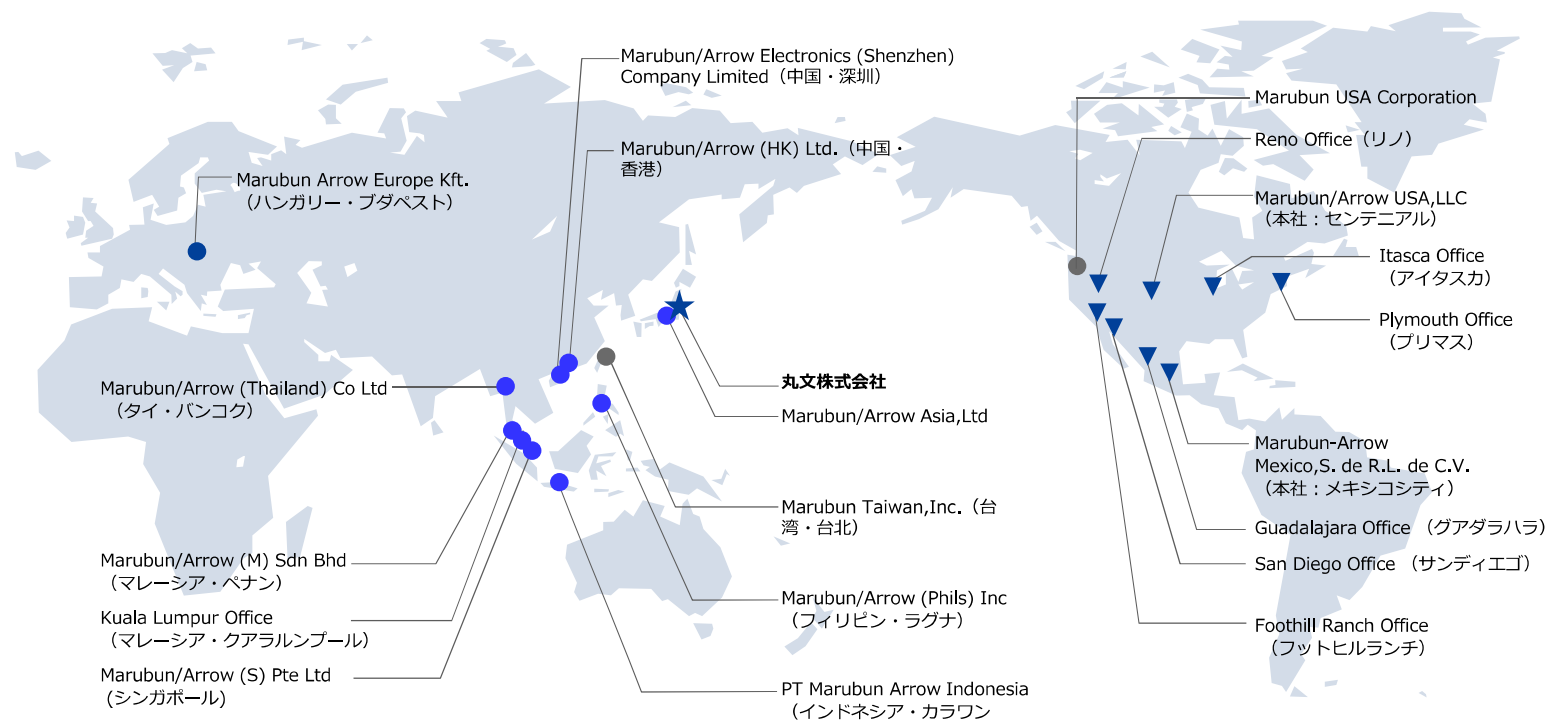 Marubun/Arrow Electronics (Shenzhen)
Company Limited（中国・深圳）
Marubun/Arrow (HK) Ltd.（中国・
香港）
Marubun Arrow Europe Kft.
（ハンガリー・ブダペスト）
Marubun/Arrow (Thailand) Co Ltd
（タイ・バンコク）
Marubun/Arrow (M) Sdn Bhd
（マレーシア・ペナン）
Kuala Lumpur Office
（マレーシア・クアラルンプール）
Marubun/Arrow (S) Pte Ltd
(シンガポール)
丸文株式会社
Marubun/Arrow Asia,Ltd
Marubun Taiwan,Inc.（台
湾・台北）
Marubun/Arrow (Phils) Inc
（フィリピン・ラグナ）
PT Marubun Arrow Indonesia
（インドネシア・カラワン
Marubun USA Corporation
Reno Office（リノ）
Marubun/Arrow USA,LLC
（本社：センテニアル）
Itasca Office
（アイタスカ）
Plymouth Office
（プリマス）
Marubun-Arrow
Mexico,S. de R.L. de C.V.
（本社：メキシコシティ）
Guadalajara Office （グアダラハラ）
San Diego Office （サンディエゴ）
Foothill Ranch Office
（フットヒルランチ）